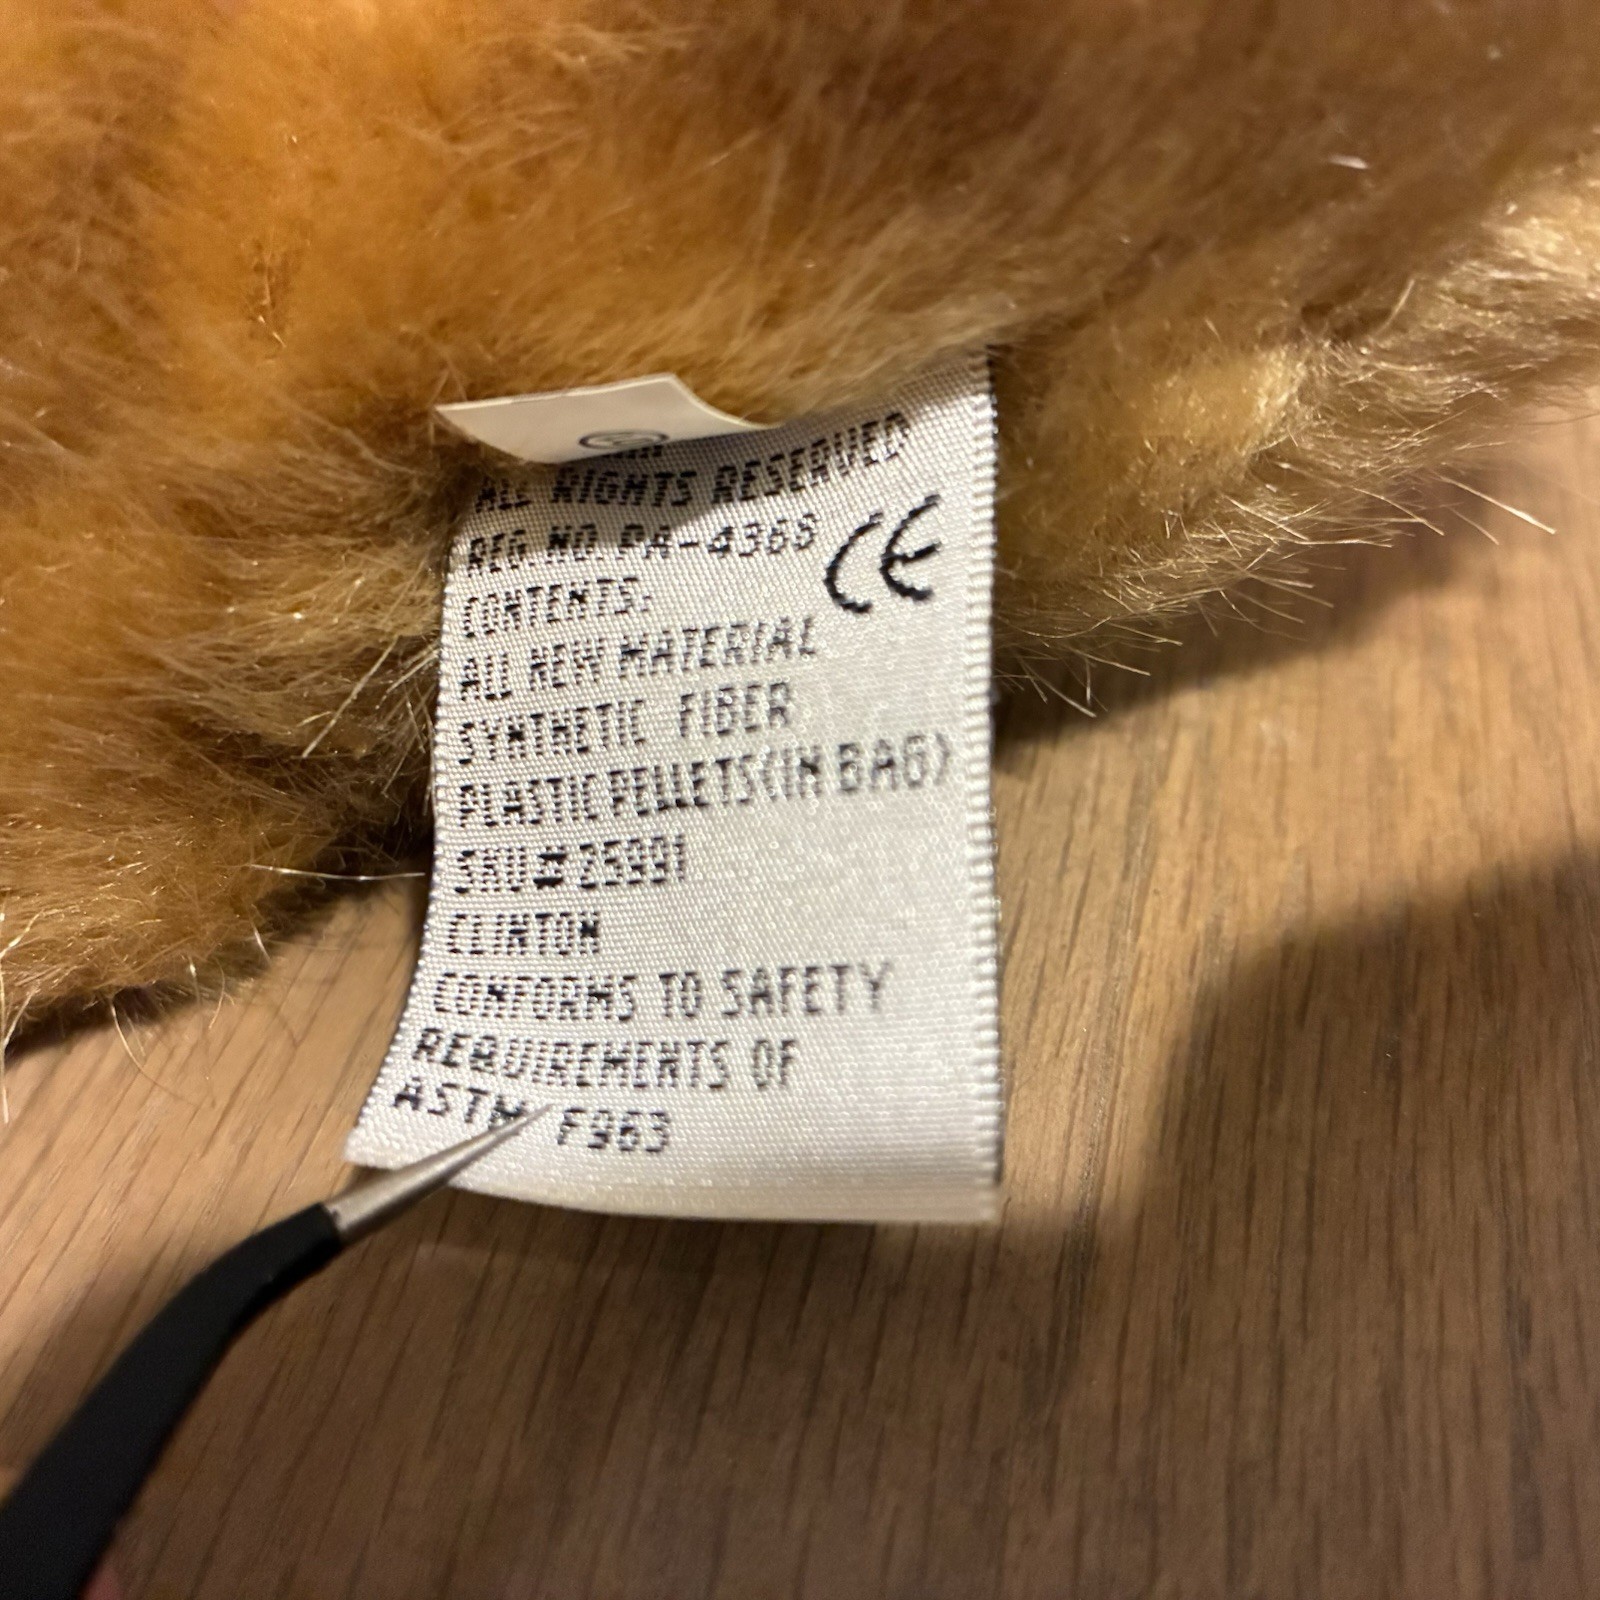 ALL RIGHTS RESERVED
REG. NO. PA-4368
CE
CONTENTS:
ALL NEW MATERIAL
SYNTHETIC FIBER
PLASTIC PELLETS(IN BAG)
SKU#25991
CLINTON
CONFORMS TO SAFETY
REQUIREMENTS OF
ASTM F963